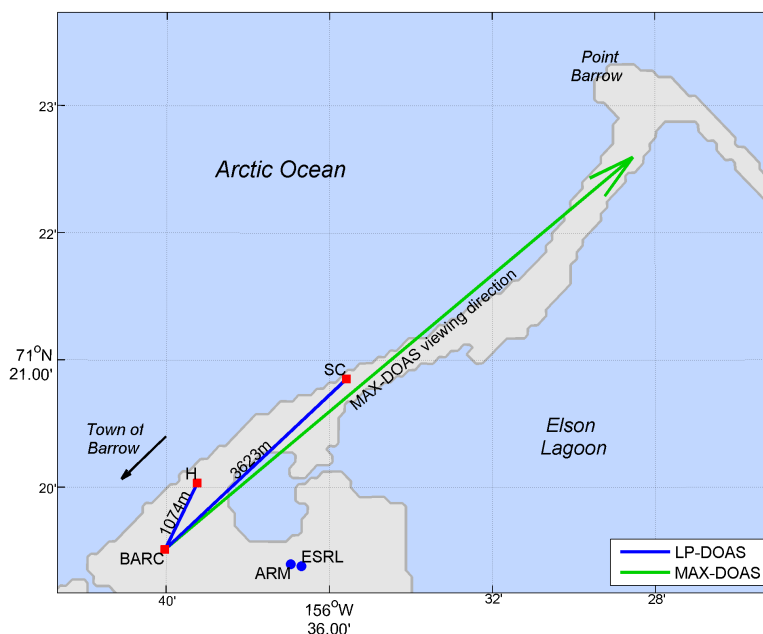 Point
Barrow
23'
Arctic Ocean
22'
MAX-DOAS viewing direction
71°N
21.00'
SC
Town of
Barrow
Elson
Lagoon
3623m
H
20'
1074m
BARC
ESRL
ARM
LP-DOAS
MAX-DOAS
40'
156°W
36.00'
32'
28'